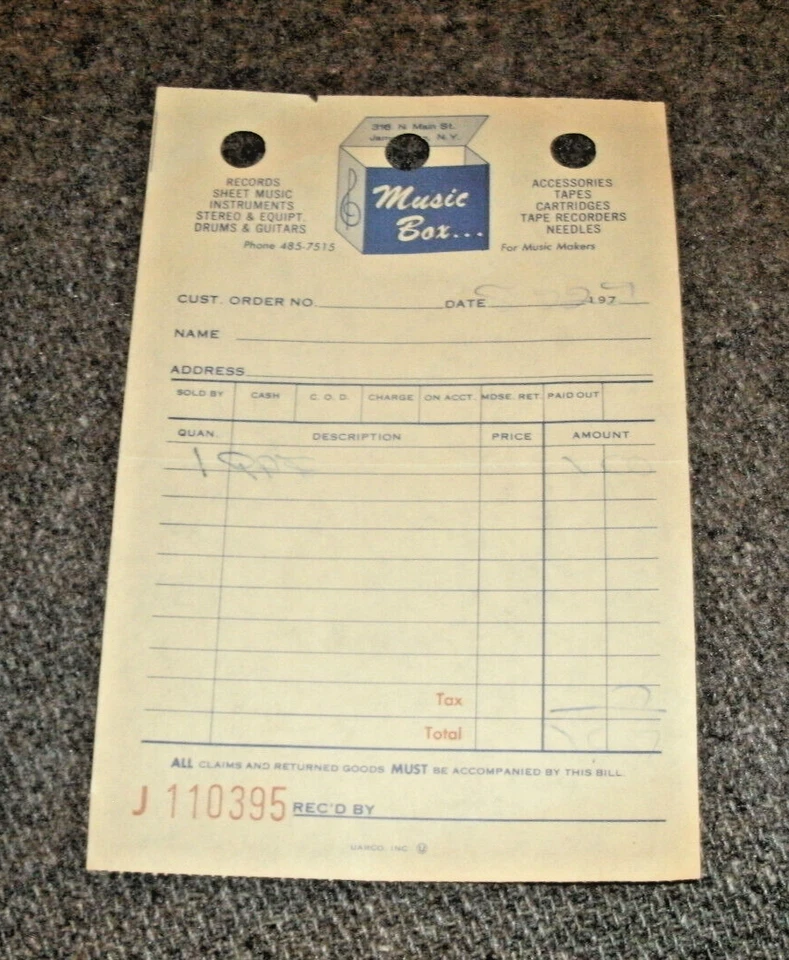 316 N. Main St.
N.Y.
RECORDS
SHEET MUSIC
INSTRUMENTS
STEREO & EQUIPT.
DRUMS & GUITARS
Phone 485-7515
Music
Box...
ACCESSORIES
TAPES
CARTRIDGES
TAPE RECORDERS
NEEDLES
For Music Makers
CUST. ORDER NO. DATE 197
NAME
ADDRESS
SOLD BY CASH C. O. D. CHARGE ON ACCT. MDSE. RET. PAID OUT
QUAN. DESCRIPTION PRICE AMOUNT
1
Tax
Total
ALL CLAIMS AND RETURNED GOODS MUST BE ACCOMPANIED BY THIS BILL.
J 110395 REC'D BY
UARCO, INC.